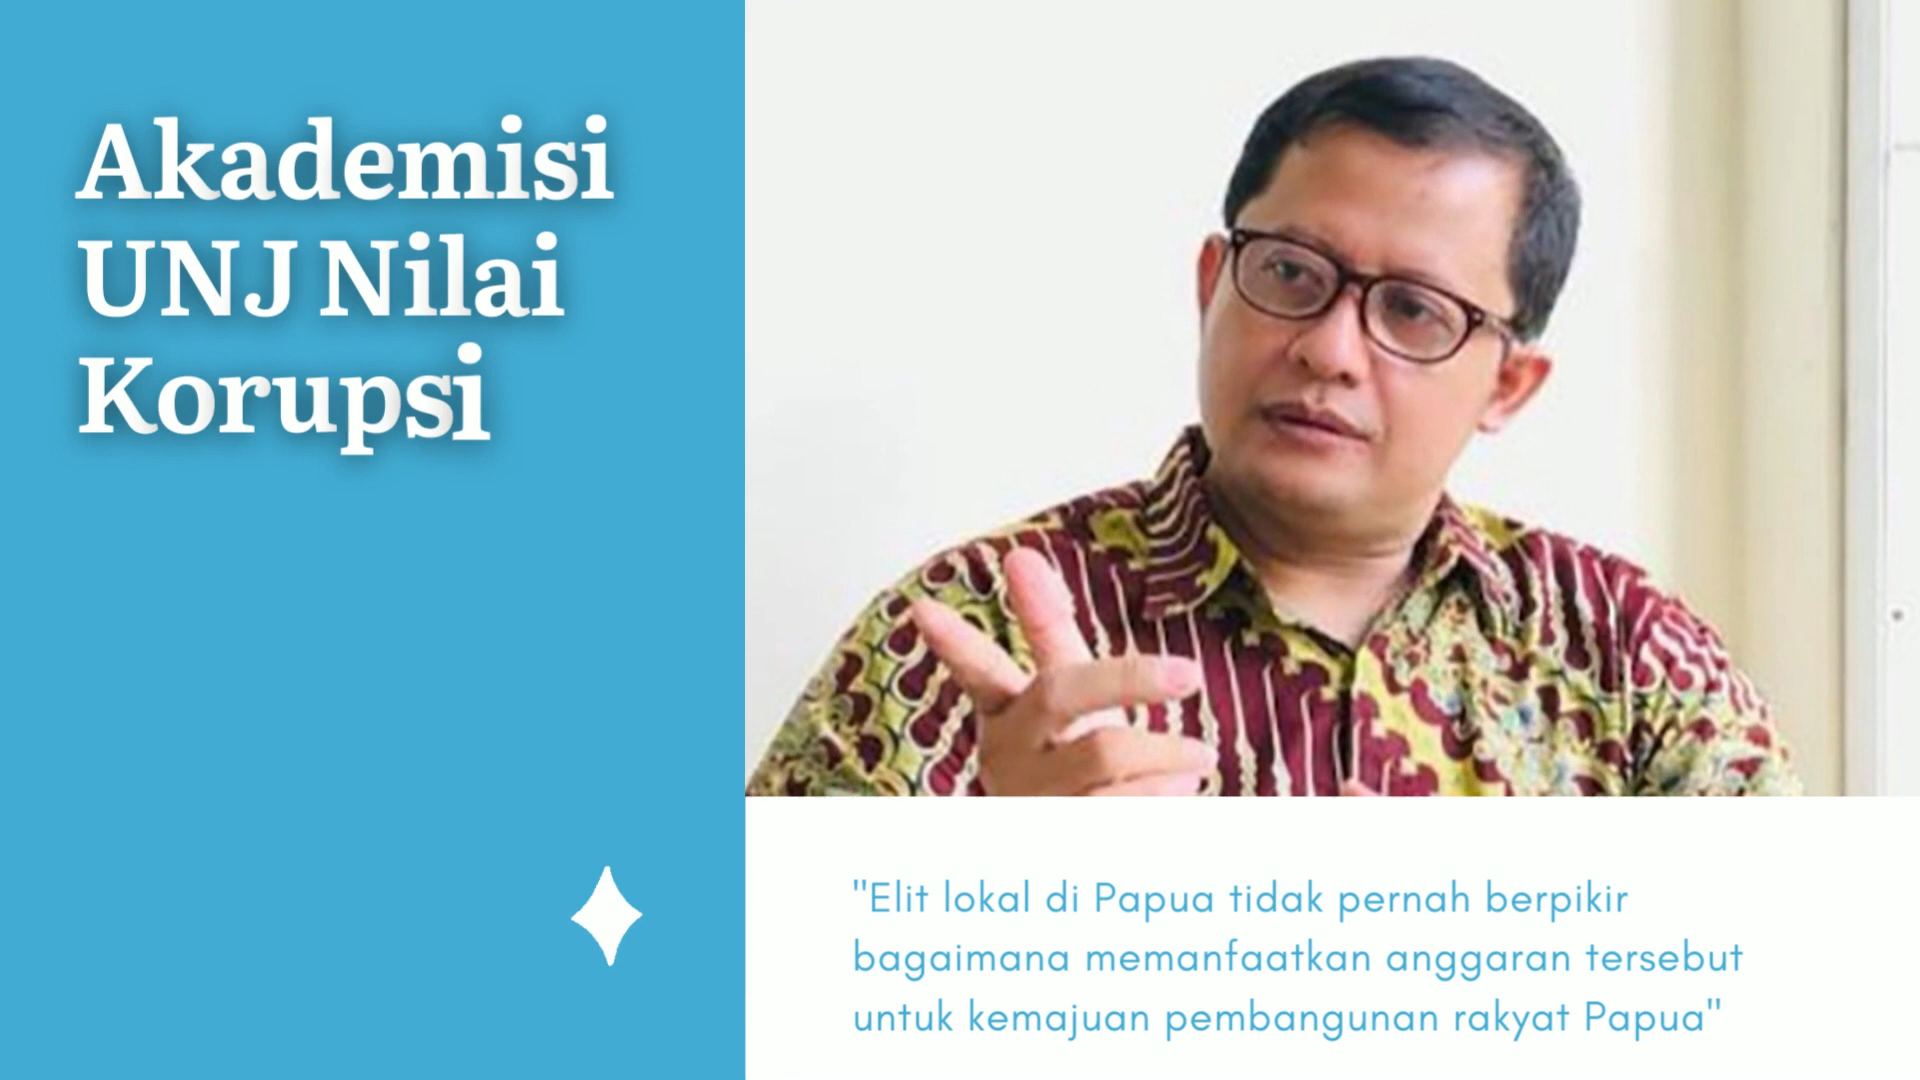 Akademisi
UNJ Nilai
Korupsi
"Elit lokal di Papua tidak pernah berpikir
bagaimana memanfaatkan anggaran tersebut
untuk kemajuan pembangunan rakyat Papua"